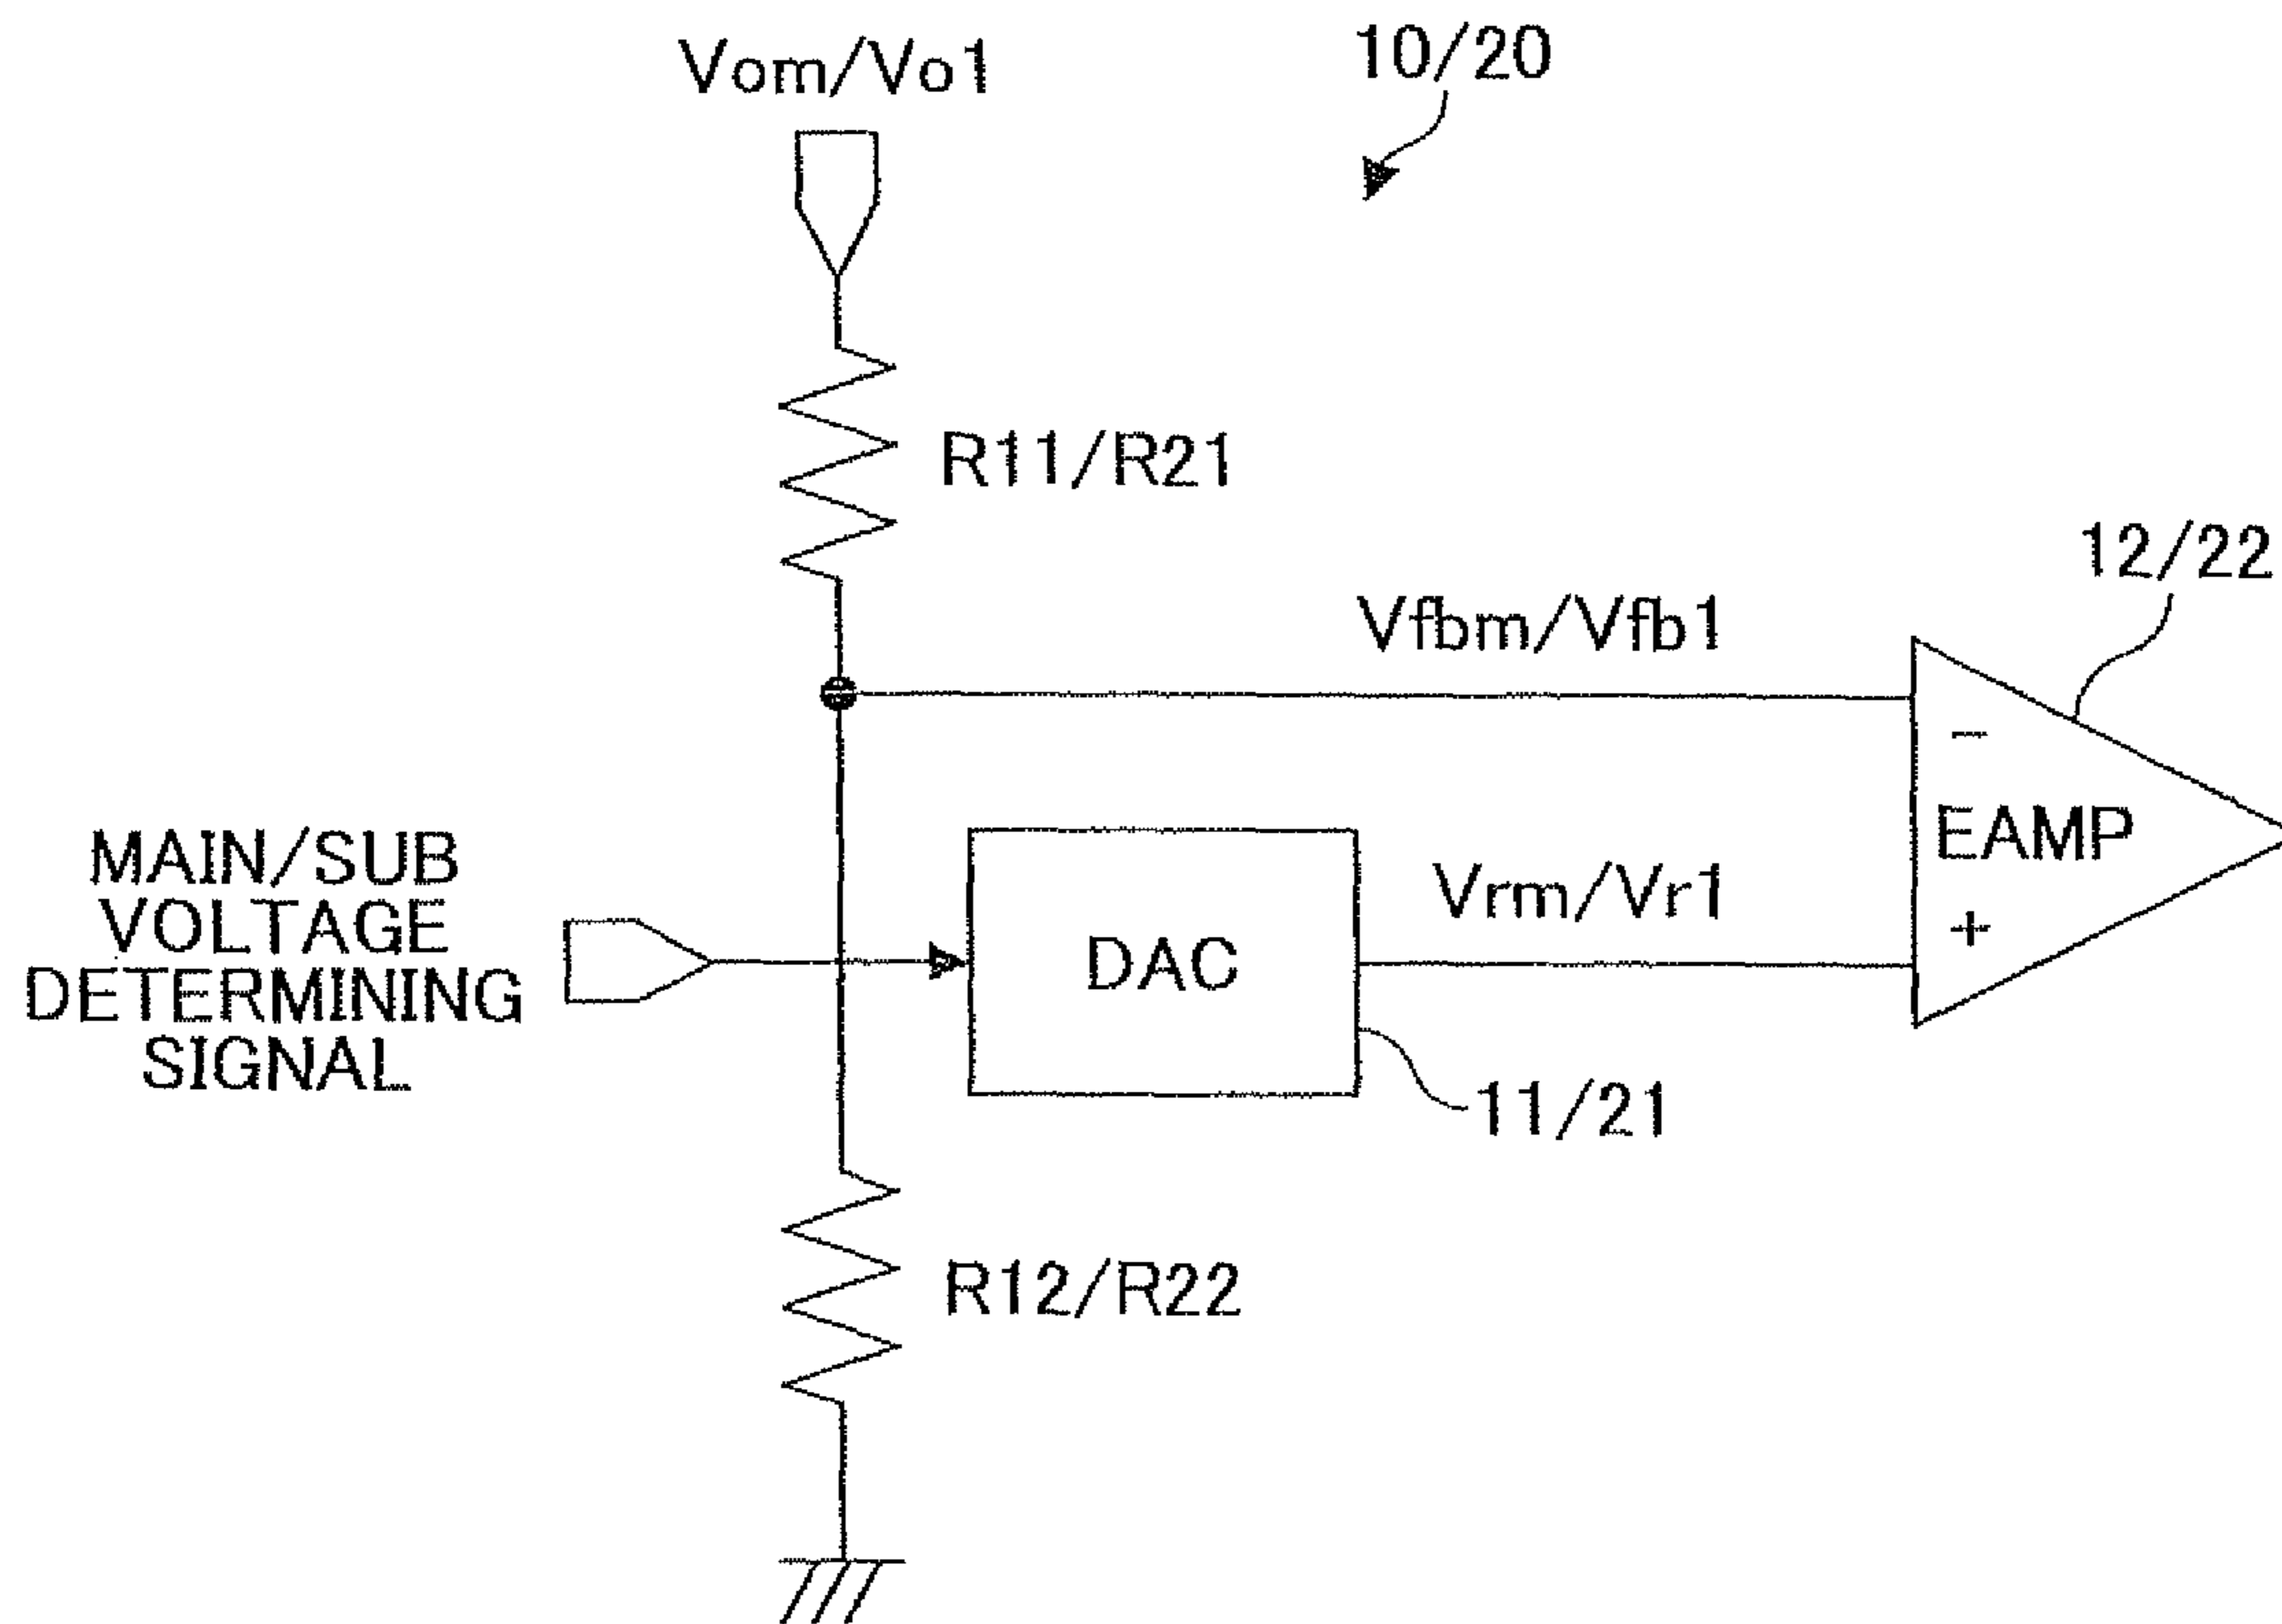 Vom/Vo1
10/20
R11/R21
12/22
Vfbm/Vfb1
-
EAMP
+
MAIN/SUB
VOLTAGE
DETERMINING
SIGNAL
DAC
Vrm/Vr1
11/21
R12/R22